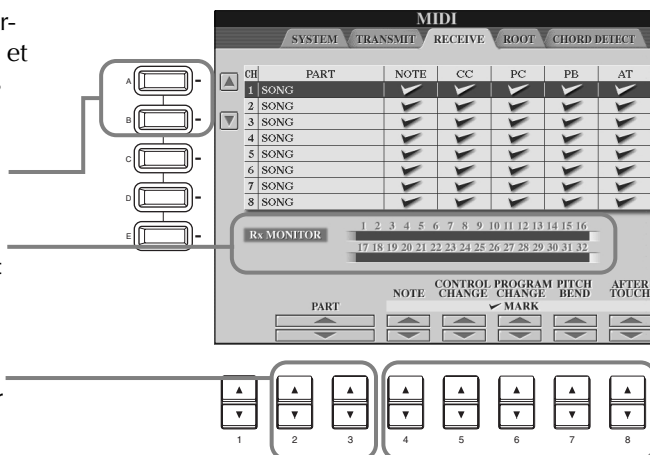 r-
et
MIDI
SYSTEM TRANSMIT RECEIVE ROOT CHORD DETECT
CH PART NOTE CC PC PB AT
1 SONG
2 SONG
3 SONG
4 SONG
5 SONG
6 SONG
7 SONG
8 SONG
A
B
C
D
E
Rx MONITOR
1 2 3 4 5 6 7 8 9 10 11 12 13 14 15 16
17 18 19 20 21 22 23 24 25 26 27 28 29 30 31 32
PART NOTE CONTROL CHANGE PROGRAM CHANGE PITCH BEND AFTER TOUCH
MARK
1 2 3 4 5 6 7 8